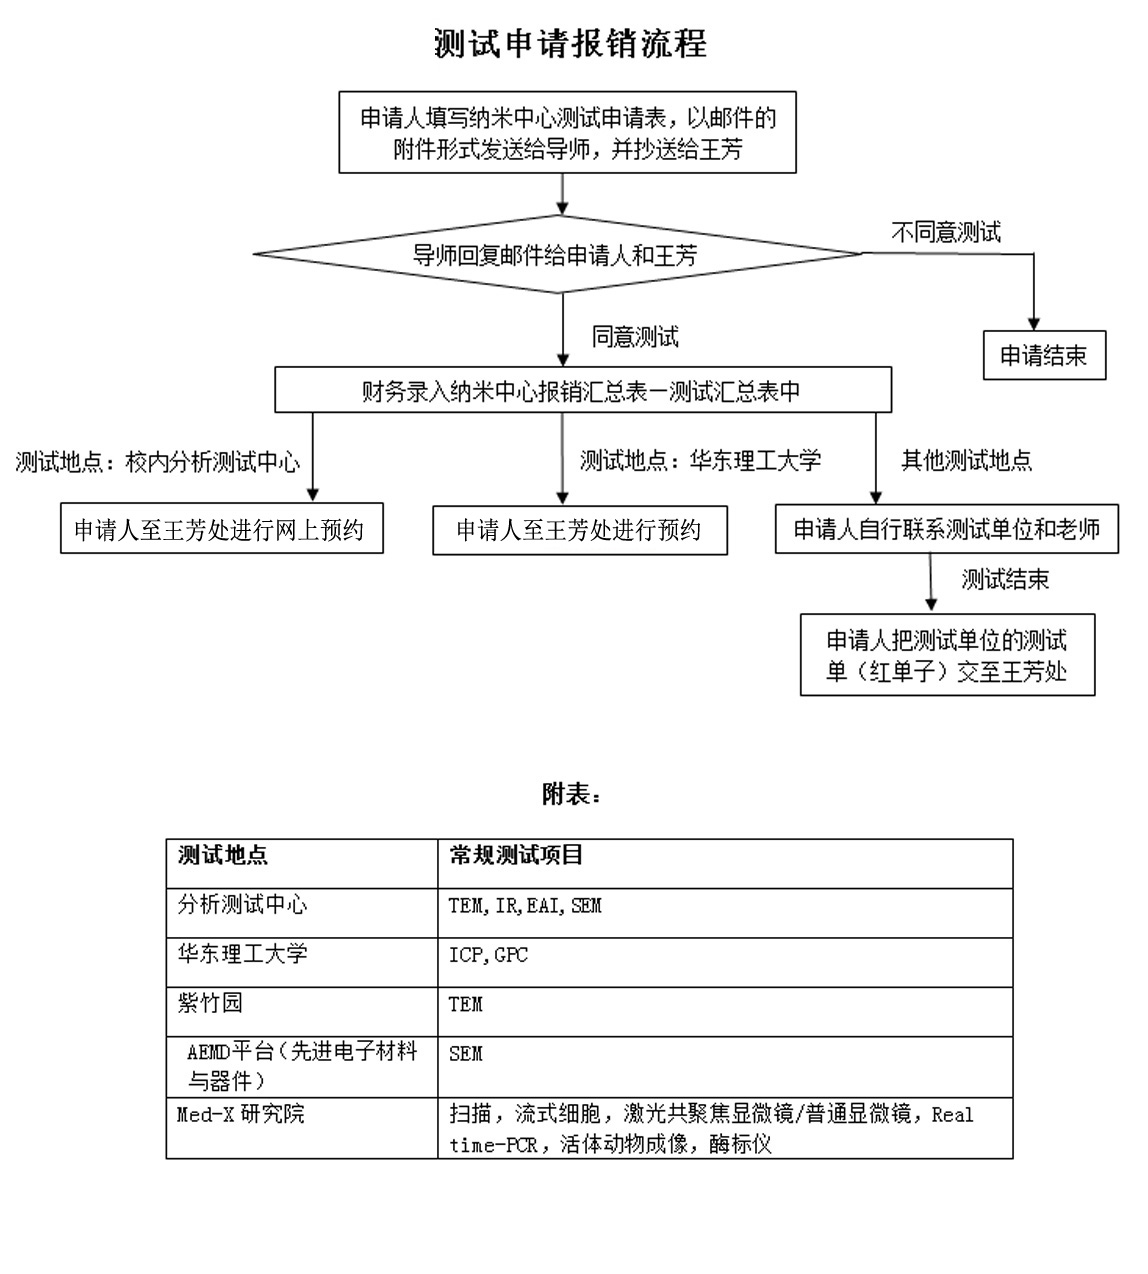 测试申请报销流程
申请人填写纳米中心测试申请表，以邮件的
附件形式发送给导师，并抄送给王芳
不同意测试
导师回复邮件给申请人和王芳
同意测试
申请结束
财务录入纳米中心报销汇总表—测试汇总表中
测试地点：校内分析测试中心
测试地点：华东理工大学
其他测试地点
申请人至王芳处进行网上预约
申请人至王芳处进行预约
申请人自行联系测试单位和老师
测试结束
申请人把测试单位的测试
单（红单子）交至王芳处
附表：
测试地点
常规测试项目
分析测试中心
TEM,IR,EAI,SEM
华东理工大学
ICP,GPC
紫竹园
TEM
AEMD平台（先进电子材料
与器件）
SEM
Med-X 研究院
扫描，流式细胞，激光共聚焦显微镜/普通显微镜，Real
time-PCR，活体动物成像，酶标仪